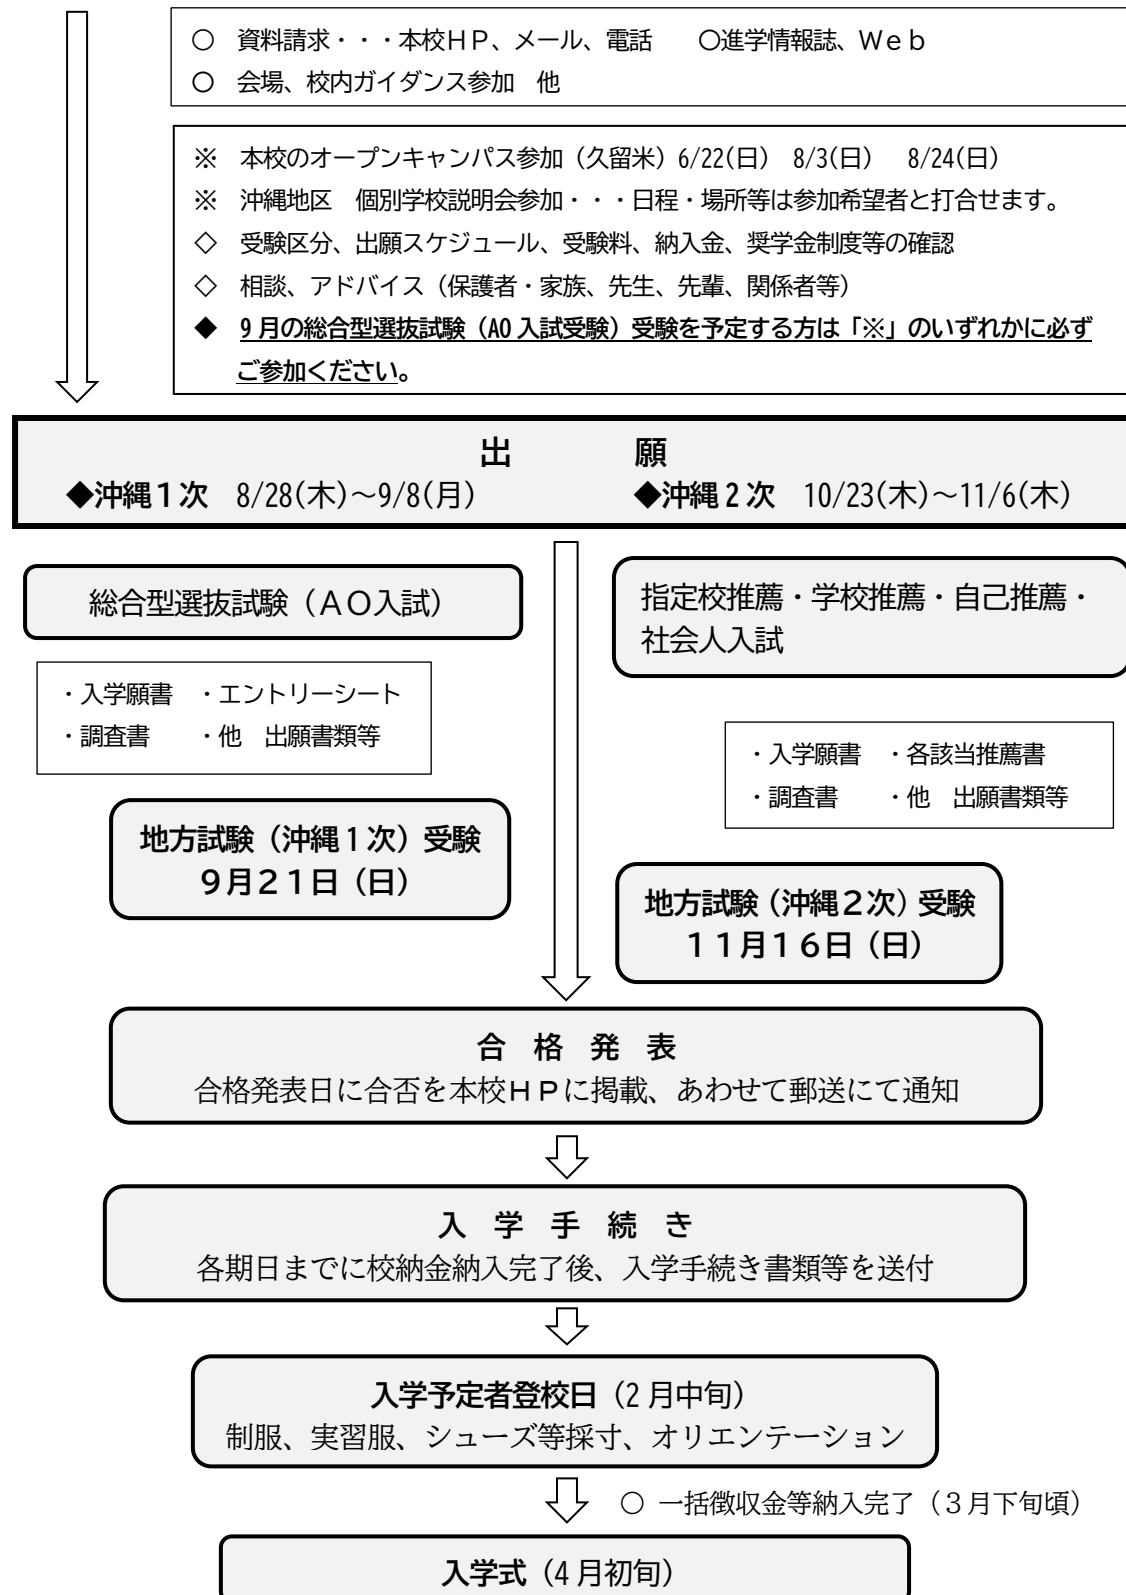 ○　資料請求・・・本校ＨＰ、メール、電話　　○進学情報誌、Ｗｅｂ
○　会場、校内ガイダンス参加　他
※　本校のオープンキャンパス参加（久留米）6/22(日)　8/3(日)　8/24(日)
※　沖縄地区　個別学校説明会参加・・・日程・場所等は参加希望者と打合せます。
◇　受験区分、出願スケジュール、受験料、納入金、奨学金制度等の確認
◇　相談、アドバイス（保護者・家族、先生、先輩、関係者等）
◆　9月の総合型選抜試験（AO入試受験）受験を予定する方は「※」のいずれかに必ず
ご参加ください。
出　　　　願
◆沖縄１次　8/28(木)～9/8(月)　　　　◆沖縄２次　10/23(木)～11/6(木)
総合型選抜試験（ＡＯ入試）
・入学願書　・エントリーシート
・調査書　　・他　出願書類等
地方試験（沖縄１次）受験
９月２１日（日）
指定校推薦・学校推薦・自己推薦・
社会人入試
・入学願書　・各該当推薦書
・調査書　　・他　出願書類等
地方試験（沖縄２次）受験
１１月１６日（日）
合　格　発　表
合格発表日に合否を本校ＨＰに掲載、あわせて郵送にて通知
入　学　手　続　き
各期日までに校納金納入完了後、入学手続き書類等を送付
入学予定者登校日（2月中旬）
制服、実習服、シューズ等採寸、オリエンテーション
○ 一括徴収金等納入完了（３月下旬頃）
入学式（4月初旬）